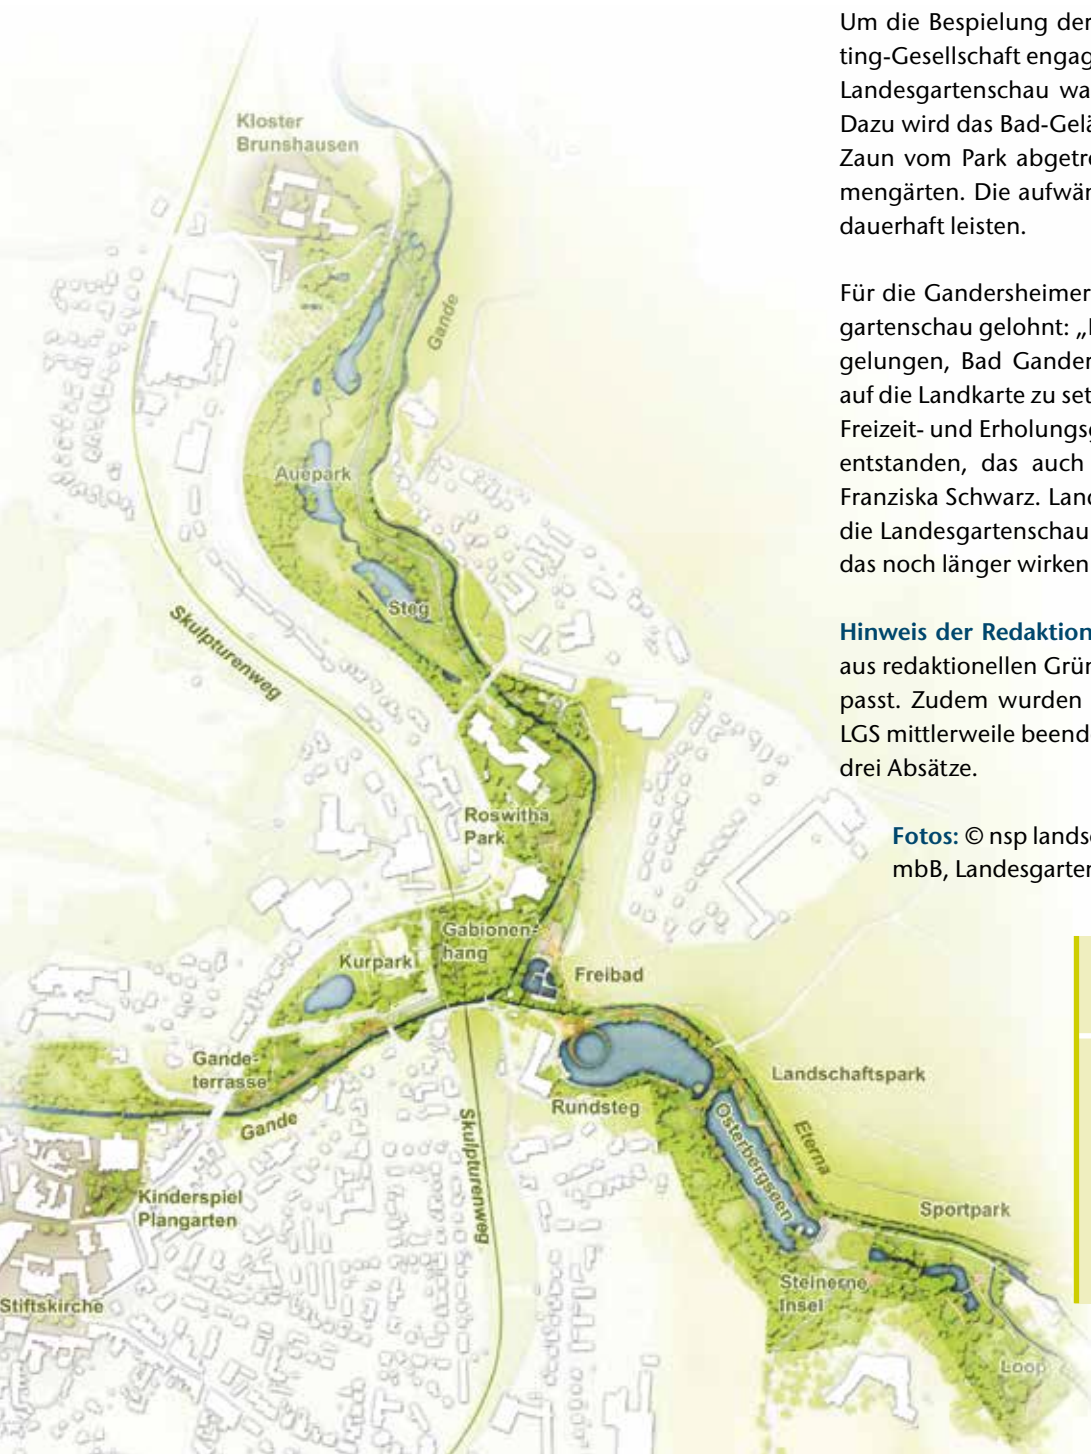 Um die Bespielung der
ting-Gesellschaft engag
Landesgartenschau wa
Dazu wird das Bad-Gelä
Zaun vom Park abgetre
mengärten. Die aufwän
dauerhaft leisten.
Für die Gandersheimer
gartenschau gelohnt: „
gelungen, Bad Gander
auf die Landkarte zu set
Freizeit- und Erholungs
entstanden, das auch
Franziska Schwarz. Land
die Landesgartenschau
das noch länger wirken
Hinweis der Redaktion
aus redaktionellen Grün
passt. Zudem wurden
LGS mittlerweile beend
drei Absätze.
Fotos: © nsp lands
mbB, Landesgarten
Kloster
Brunshausen
Gande
Auepark
Steg
Skulpturenweg
Roswitha
Park
Gabionen-
hang
Kurpark
Freibad
Gande-
terrasse
Gande
Rundsteg
Landschaftspark
Eterna
Osterbergseen
Skulpturenweg
Kinderspiel
Plangarten
Sportpark
Steinerne
Insel
Stiftskirche
Loop